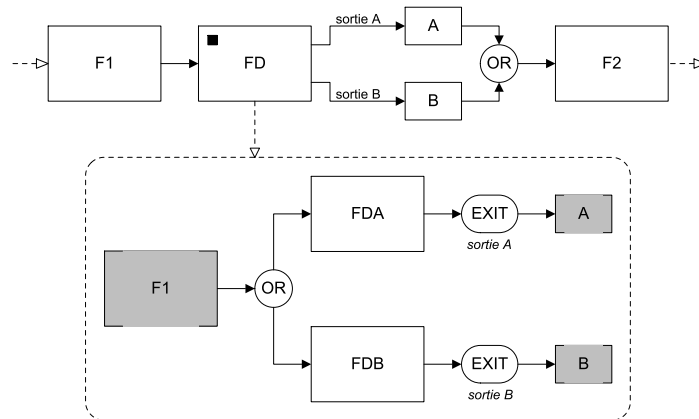 sortie A
A
F1
FD
OR
F2
sortie B
B
FDA
EXIT
A
sortie A
F1
OR
FDB
EXIT
B
sortie B